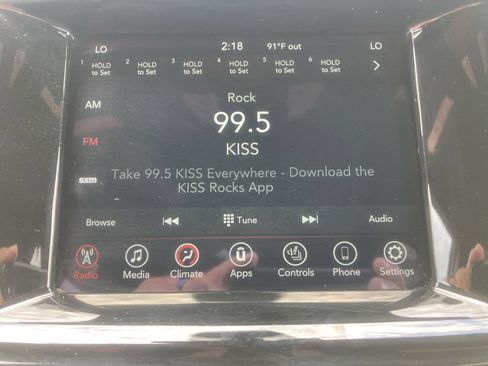 LO 2:18 91°F out LO
1 HOLD to Set 2 HOLD to Set 3 HOLD to Set 4 HOLD to Set 5 HOLD to Set 6 HOLD to Set
AM
Rock
99.5
FM
KISS
sxm
Take 99.5 KISS Everywhere - Download the
KISS Rocks App
Browse Tune Audio
Radio Media Climate Apps Controls Phone Settings